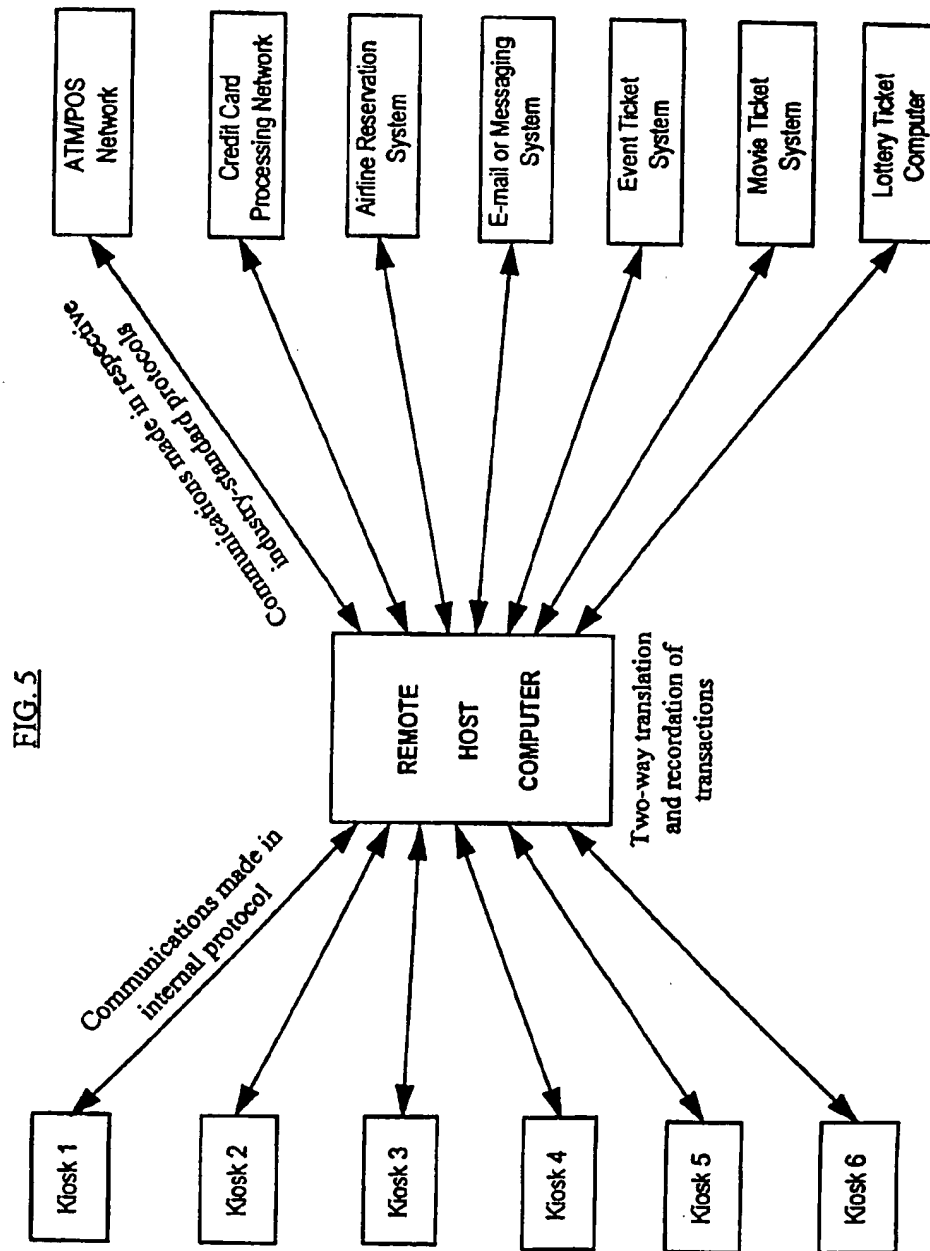 FIG. 5
Kiosk 1
Kiosk 2
Kiosk 3
Kiosk 4
Kiosk 5
Kiosk 6
Communications made in
internal protocol
REMOTE
HOST
COMPUTER
Two-way translation
and recordation of
transactions
Communications made in respective
industry-standard protocols
ATM/POS
Network
Credit Card
Processing Network
Airline Reservation
System
E-mail or Messaging
System
Event Ticket
System
Movie Ticket
System
Lottery Ticket
Computer